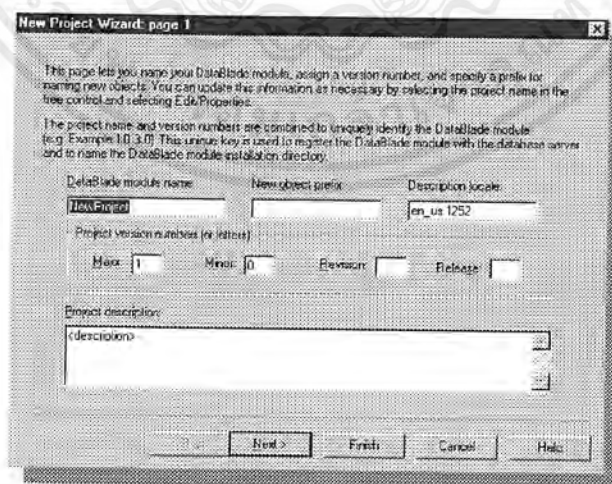 New Project Wizard: page 1
This page lets you name your DataBlade module, assign a version number, and specify a prefix for
naming new objects. You can update this information as necessary by selecting the project name in the
tree control and selecting Edit/Properties.
The project name and version numbers are combined to uniquely identify the DataBlade module
(e.g. Example.1.0.3.0) This unique key is used to register the DataBlade module with the database server
and to name the DataBlade module installation directory.
DataBlade module name: New object prefix: Description locale:
NewProject en_us.1252
Project version numbers (or letters)
Major: 1 Minor: 0 Revision: Release:
Project description:
<description>
Next > Finish Cancel Help